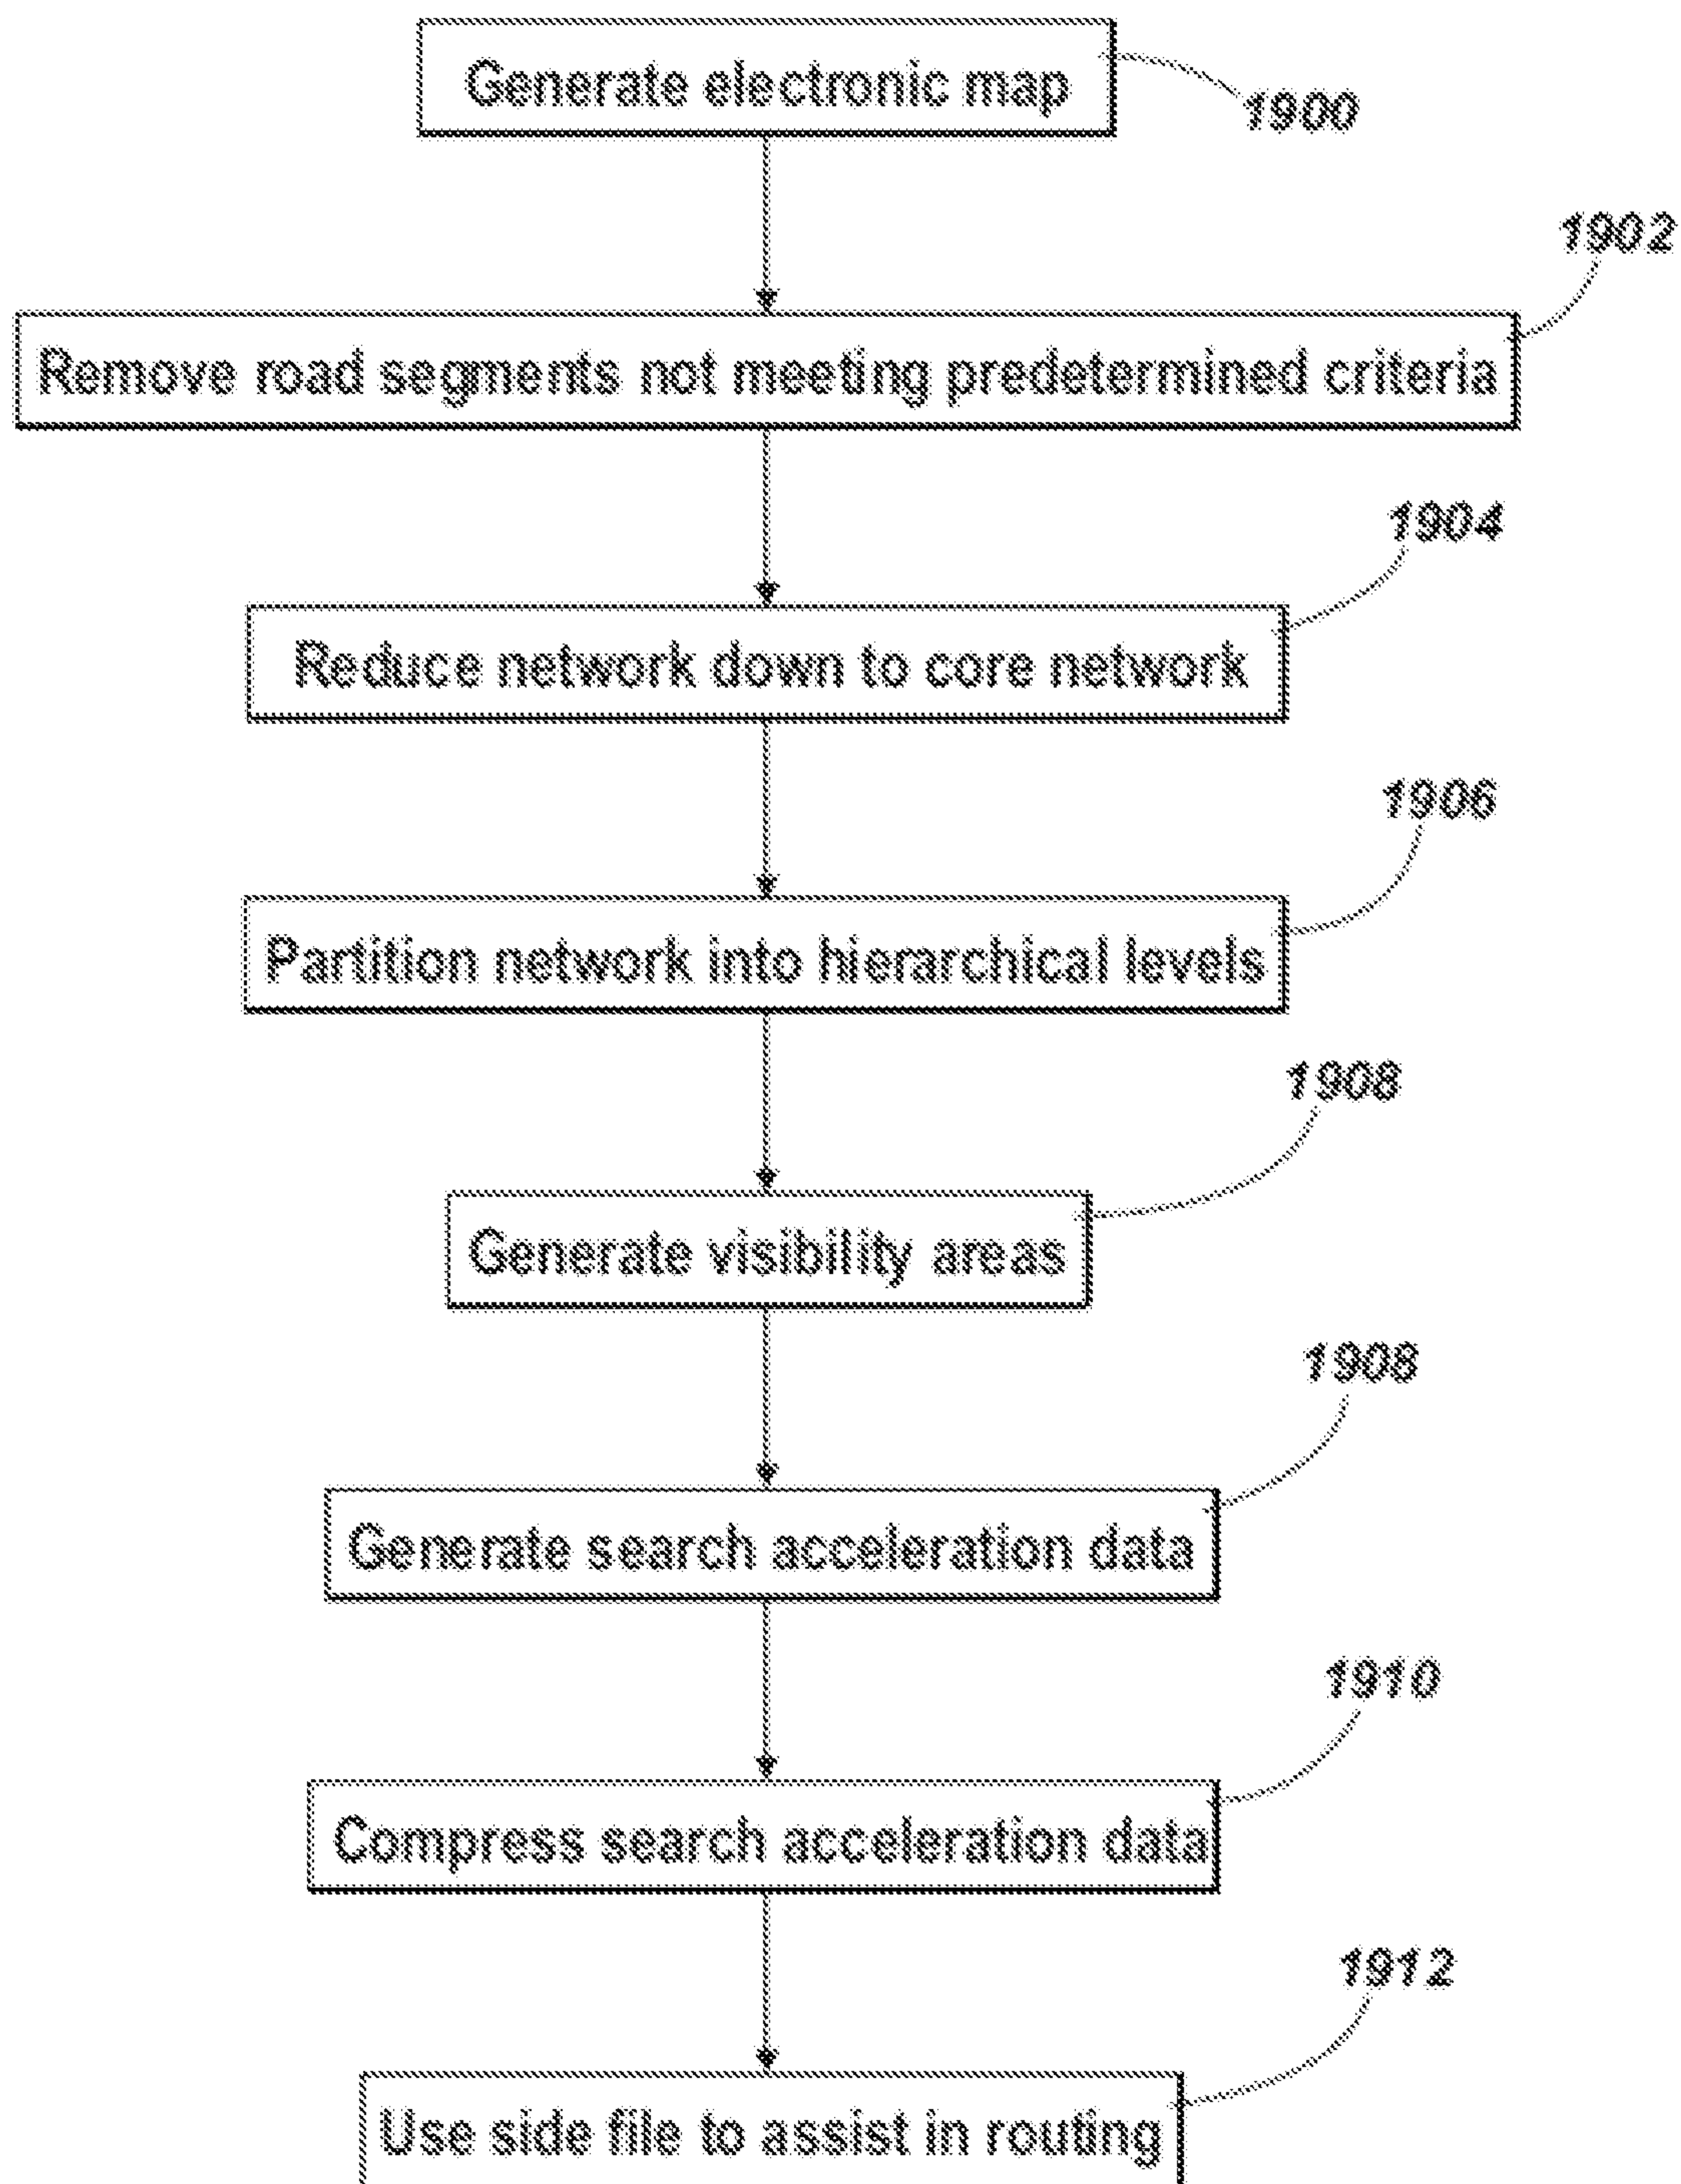 Generate electronic map
1900
1902
Remove road segments not meeting predetermined criteria
1904
Reduce network down to core network
1906
Partition network into hierarchical levels
1908
Generate visibility areas
1908
Generate search acceleration data
1910
Compress search acceleration data
1912
Use side file to assist in routing